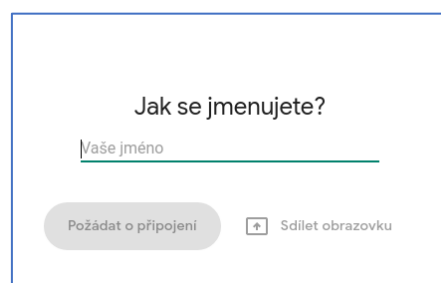 Jak se jmenujete?
Vaše jméno
Požádat o připojení
Sdílet obrazovku